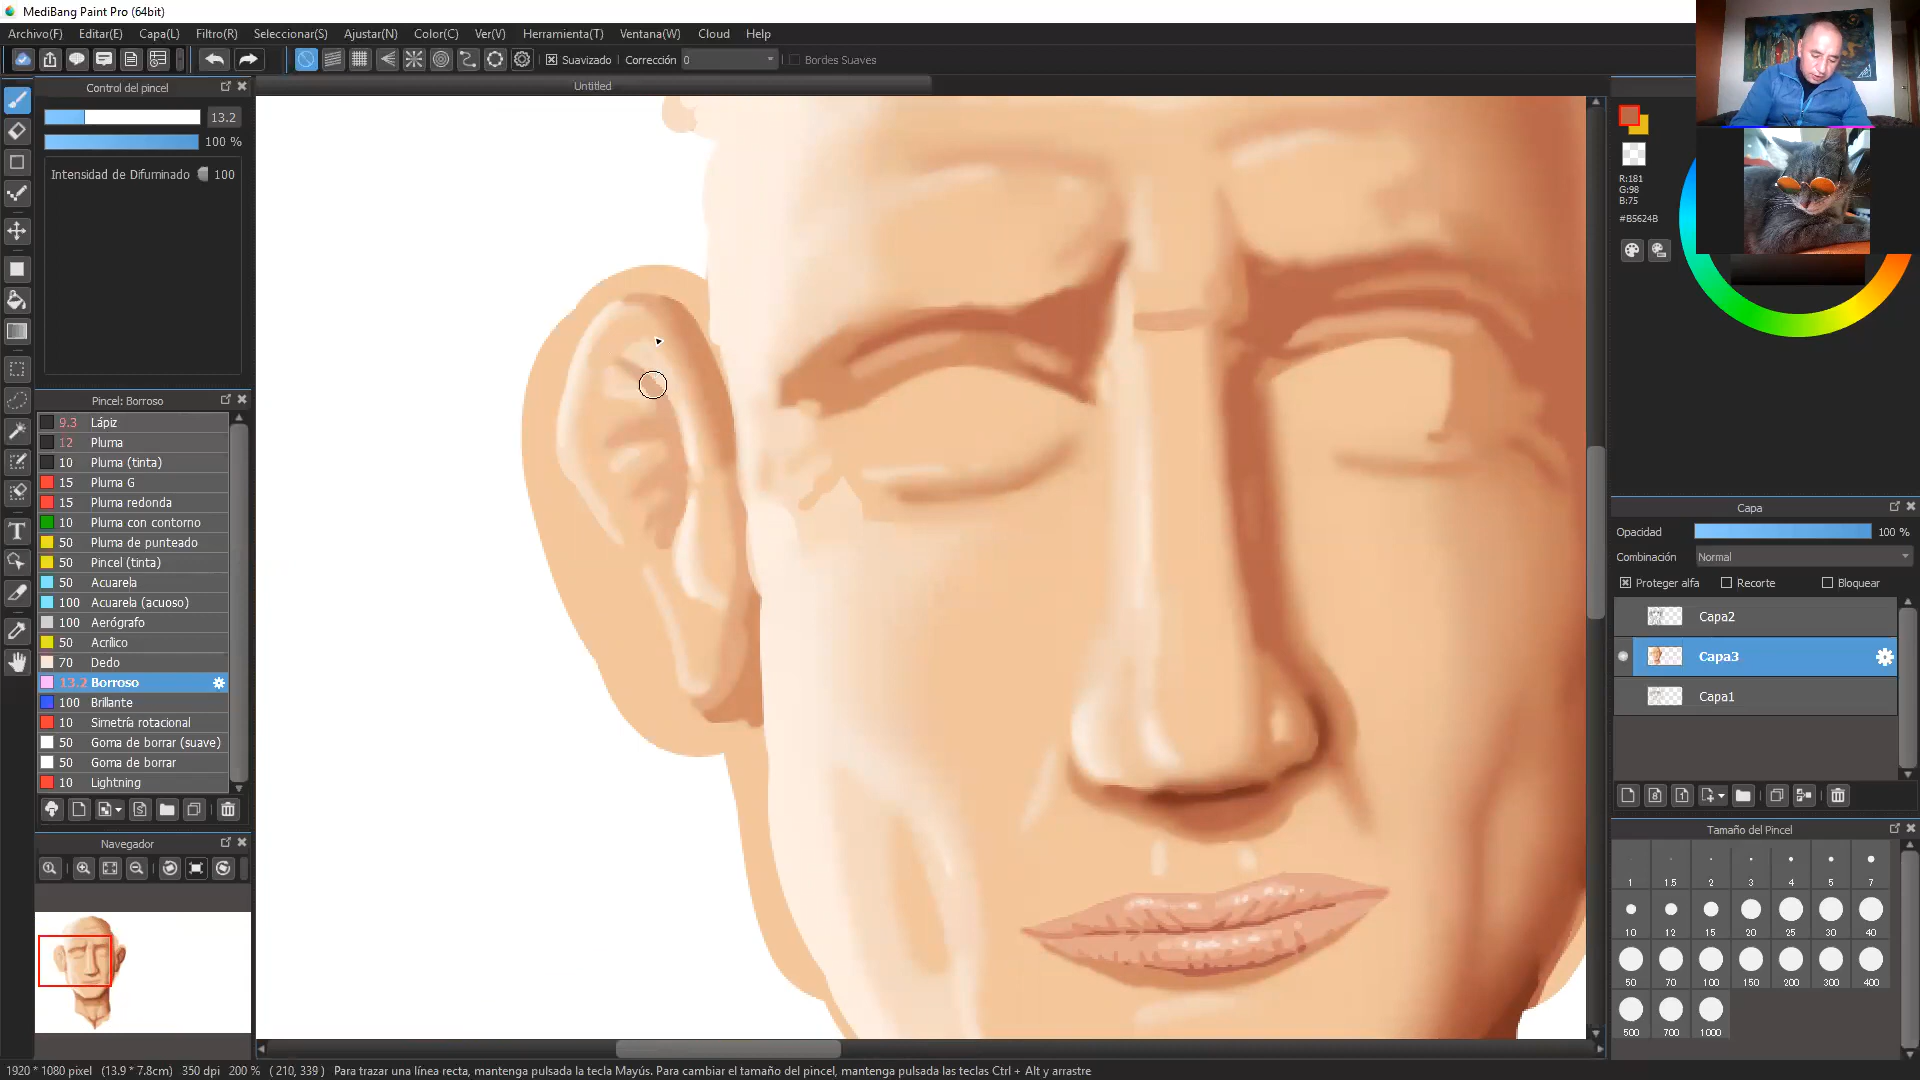 MediBang Paint Pro (64bit)
Archivo(F) Editar(E) Capa(L) Filtro(R) Seleccionar(S) Ajustar(N) Color(C) Ver(V) Herramienta(T) Ventana(W) Cloud Help
Suavizado Corrección 0 Bordes Suaves
Control del pincel
Untitled
13.2
100 %
Intensidad de Difuminado 100
R:181
G:98
B:75
#B5624B
Pincel: Borroso
9.3 Lápiz
12 Pluma
10 Pluma (tinta)
15 Pluma G
15 Pluma redonda
10 Pluma con contorno
50 Pluma de punteado
50 Pincel (tinta)
50 Acuarela
100 Acuarela (acuoso)
100 Aerógrafo
50 Acrílico
70 Dedo
13.2 Borroso
100 Brillante
10 Simetría rotacional
50 Goma de borrar (suave)
50 Goma de borrar
10 Lightning
Navegador
Capa
Opacidad 100 %
Combinación Normal
Proteger alfa Recorte Bloquear
Capa2
Capa3
Capa1
Tamaño del Pincel
1 1.5 2 3 4 5 7
10 12 15 20 25 30 40
50 70 100 150 200 300 400
500 700 1000
1920 * 1080 pixel (13.9 * 7.8cm) 350 dpi 200 % ( 210, 339 ) Para trazar una línea recta, mantenga pulsada la tecla Mayús. Para cambiar el tamaño del pincel, mantenga pulsada las teclas Ctrl + Alt y arrastre